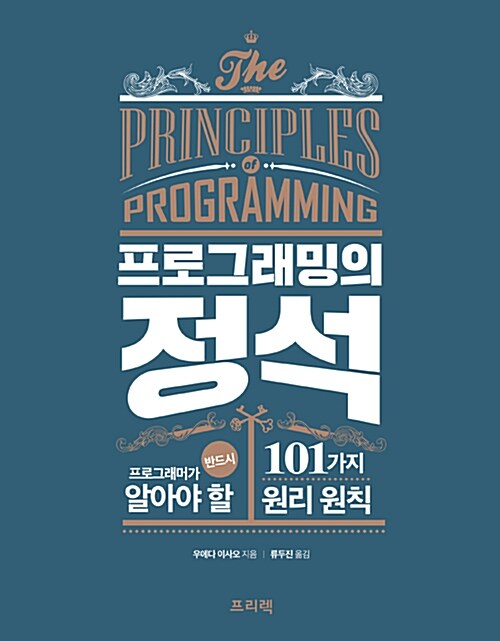 The
PRINCIPLES
of
PROGRAMMING
프로그래밍의
정석
프로그래머가 반드시
알아야 할
101가지
원리 원칙
우에다 이사오 지음 | 류두진 옮김
프리렉